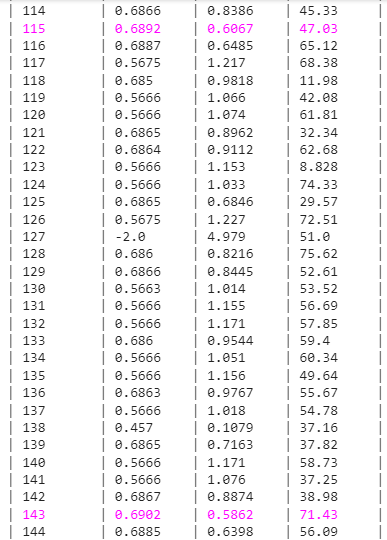 | 114 | 0.6866 | 0.8386 | 45.33
| 115 | 0.6892 | 0.6067 | 47.03
| 116 | 0.6887 | 0.6485 | 65.12
| 117 | 0.5675 | 1.217 | 68.38
| 118 | 0.685 | 0.9818 | 11.98
| 119 | 0.5666 | 1.066 | 42.08
| 120 | 0.5666 | 1.074 | 61.81
| 121 | 0.6865 | 0.8962 | 32.34
| 122 | 0.6864 | 0.9112 | 62.68
| 123 | 0.5666 | 1.153 | 8.828
| 124 | 0.5666 | 1.033 | 74.33
| 125 | 0.6865 | 0.6846 | 29.57
| 126 | 0.5675 | 1.227 | 72.51
| 127 | -2.0 | 4.979 | 51.0
| 128 | 0.686 | 0.8216 | 75.62
| 129 | 0.6866 | 0.8445 | 52.61
| 130 | 0.5663 | 1.014 | 53.52
| 131 | 0.5666 | 1.155 | 56.69
| 132 | 0.5666 | 1.171 | 57.85
| 133 | 0.686 | 0.9544 | 59.4
| 134 | 0.5666 | 1.051 | 60.34
| 135 | 0.5666 | 1.156 | 49.64
| 136 | 0.6863 | 0.9767 | 55.67
| 137 | 0.5666 | 1.018 | 54.78
| 138 | 0.457 | 0.1079 | 37.16
| 139 | 0.6865 | 0.7163 | 37.82
| 140 | 0.5666 | 1.171 | 58.73
| 141 | 0.5666 | 1.076 | 37.25
| 142 | 0.6867 | 0.8874 | 38.98
| 143 | 0.6902 | 0.5862 | 71.43
| 144 | 0.6885 | 0.6398 | 56.09